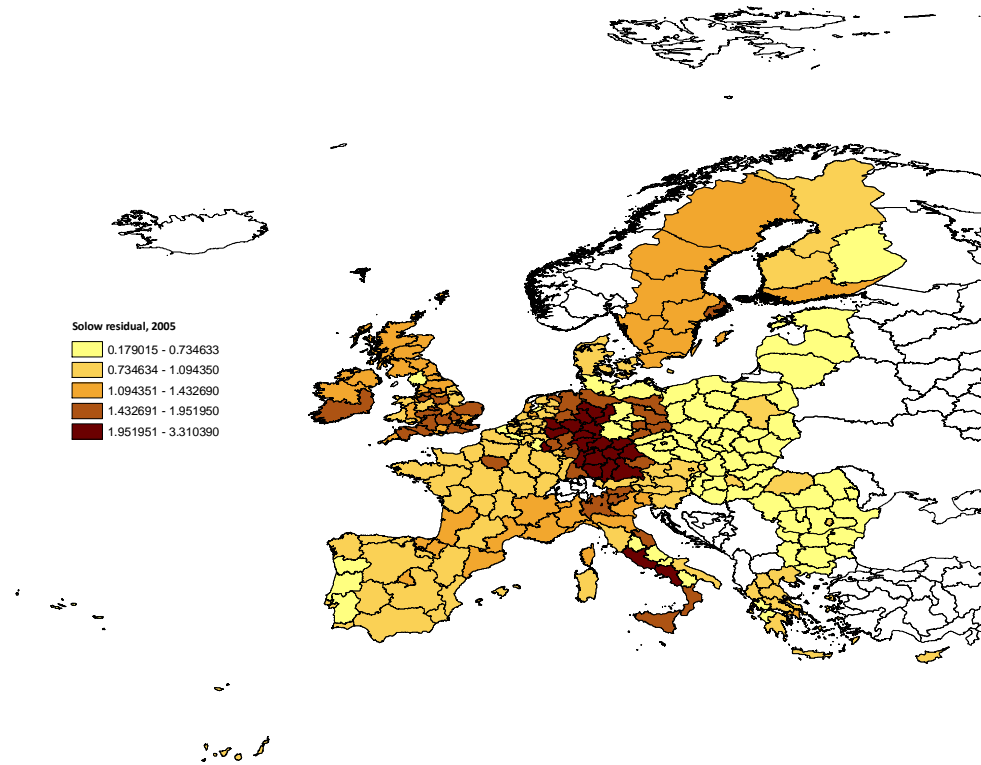 Solow residual, 2005
0.179015 - 0.734633
0.734634 - 1.094350
1.094351 - 1.432690
1.432691 - 1.951950
1.951951 - 3.310390